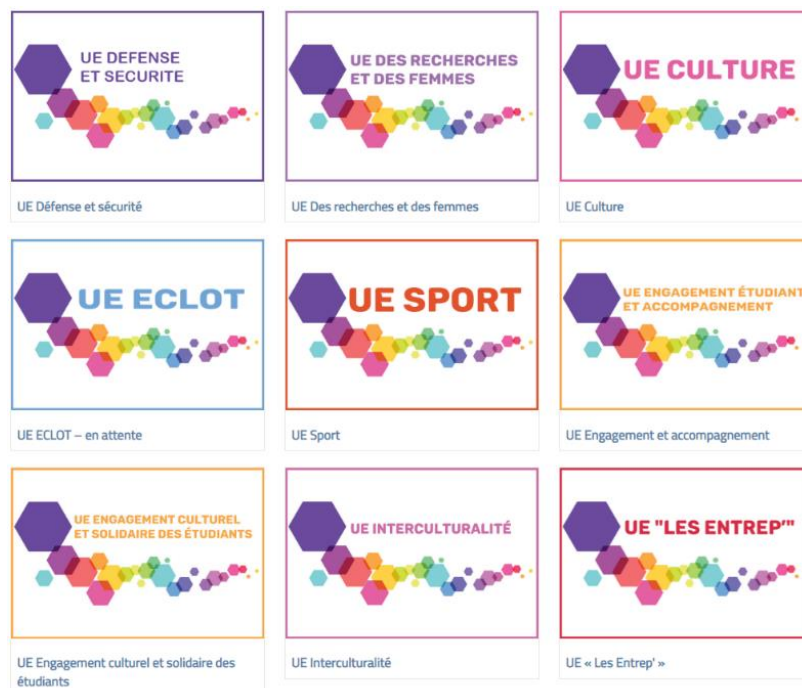 UE DEFENSE
ET SECURITE
UE DES RECHERCHES
ET DES FEMMES
UE CULTURE
UE Défense et sécurité
UE Des recherches et des femmes
UE Culture
UE ECLOT
UE SPORT
UE ENGAGEMENT ÉTUDIANT
ET ACCOMPAGNEMENT
UE ECLOT – en attente
UE Sport
UE Engagement et accompagnement
UE ENGAGEMENT CULTUREL
ET SOLIDAIRE DES ÉTUDIANTS
UE INTERCULTURALITÉ
UE "LES ENTREP'"
UE Engagement culturel et solidaire des
étudiants
UE Interculturalité
UE « Les Entrep' »